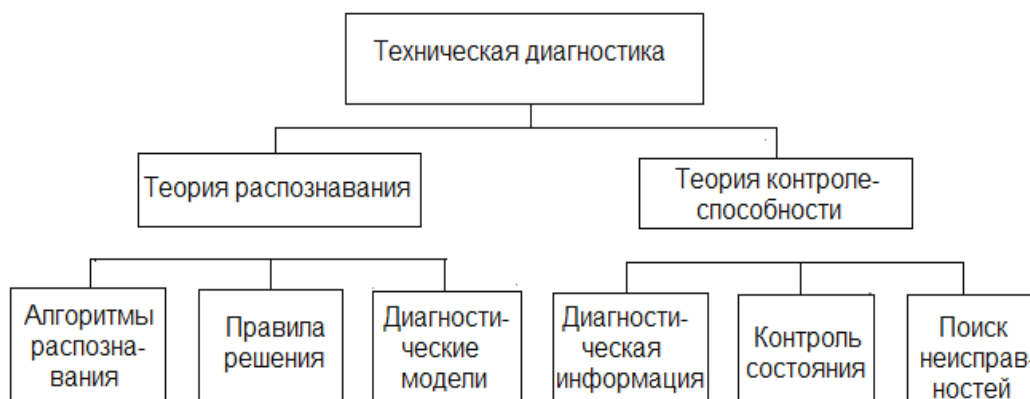 Техническая диагностика
Теория распознавания
Теория контроле-
способности
Алгоритмы
распозна-
вания
Правила
решения
Диагности-
ческие
модели
Диагности-
ческая
информация
Контроль
состояния
Поиск
неисправ-
ностей